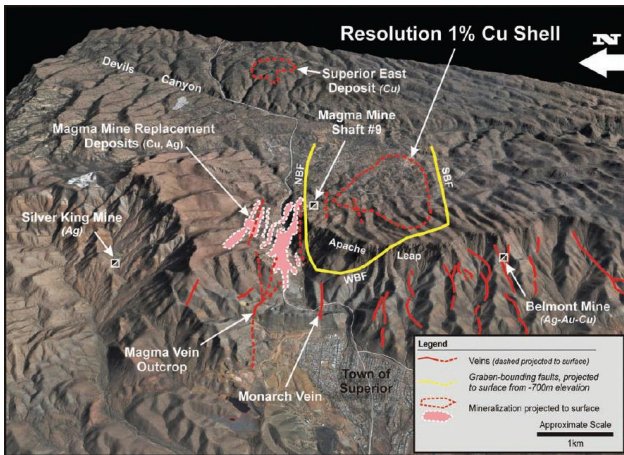 Resolution 1% Cu Shell
N
Devils
Canyon
Superior East
Deposit (Cu)
Magma Mine
Shaft #9
Magma Mine Replacement
Deposits (Cu, Ag)
NBF
SBF
Silver King Mine
(Ag)
Apache
Leap
WBF
Belmont Mine
(Ag-Au-Cu)
Magma Vein
Outcrop
Monarch Vein
Town of
Superior
Legend
Veins (dashed projected to surface)
Graben-bounding faults, projected
to surface from -700m elevation
Mineralization projected to surface
Approximate Scale
1km